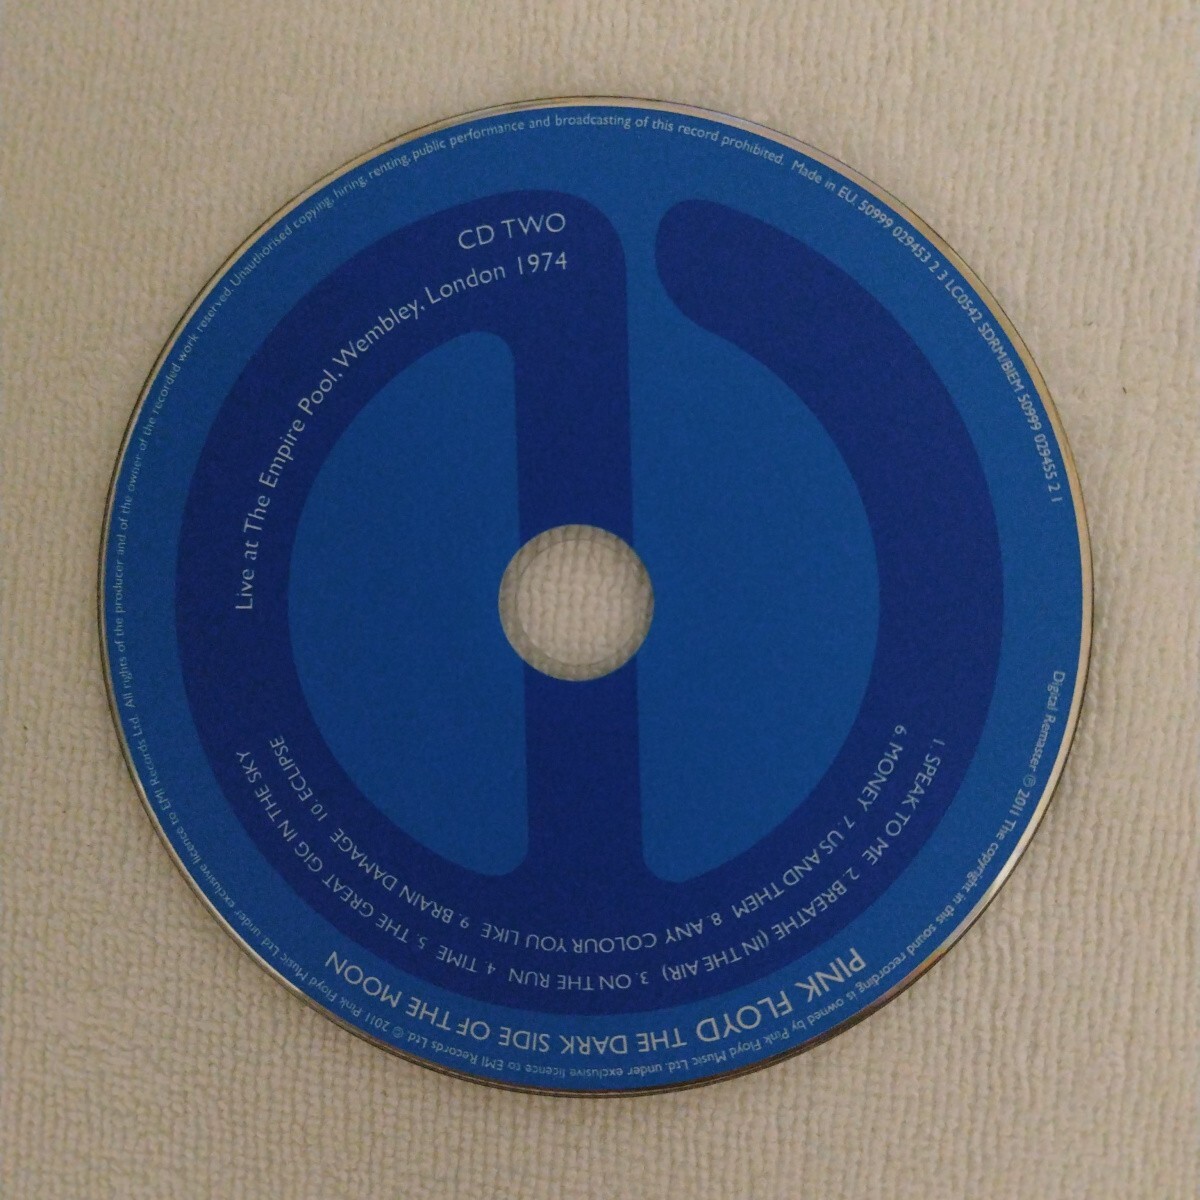 CD TWO
Live at The Empire Pool, Wembley, London 1974
1. SPEAK TO ME 2. BREATHE (IN THE AIR) 3. ON THE RUN 4. TIME 5. THE GREAT GIG IN THE SKY
6. MONEY 7. US AND THEM 8. ANY COLOUR YOU LIKE 9. BRAIN DAMAGE 10. ECLIPSE
PINK FLOYD THE DARK SIDE OF THE MOON
Digital Remaster ℗ 2011 The copyright in this sound recording is owned by Pink Floyd Music Ltd. under exclusive licence to EMI Records Ltd. © 2011 Pink Floyd Music Ltd. under exclusive licence to EMI Records Ltd. All rights of the producer and of the owner of the recorded work reserved. Unauthorised copying, hiring, renting, public performance and broadcasting of this record prohibited. Made in EU 50999 029453 2 3 LC0542 SDRM/BIEM 50999 029455 2 1